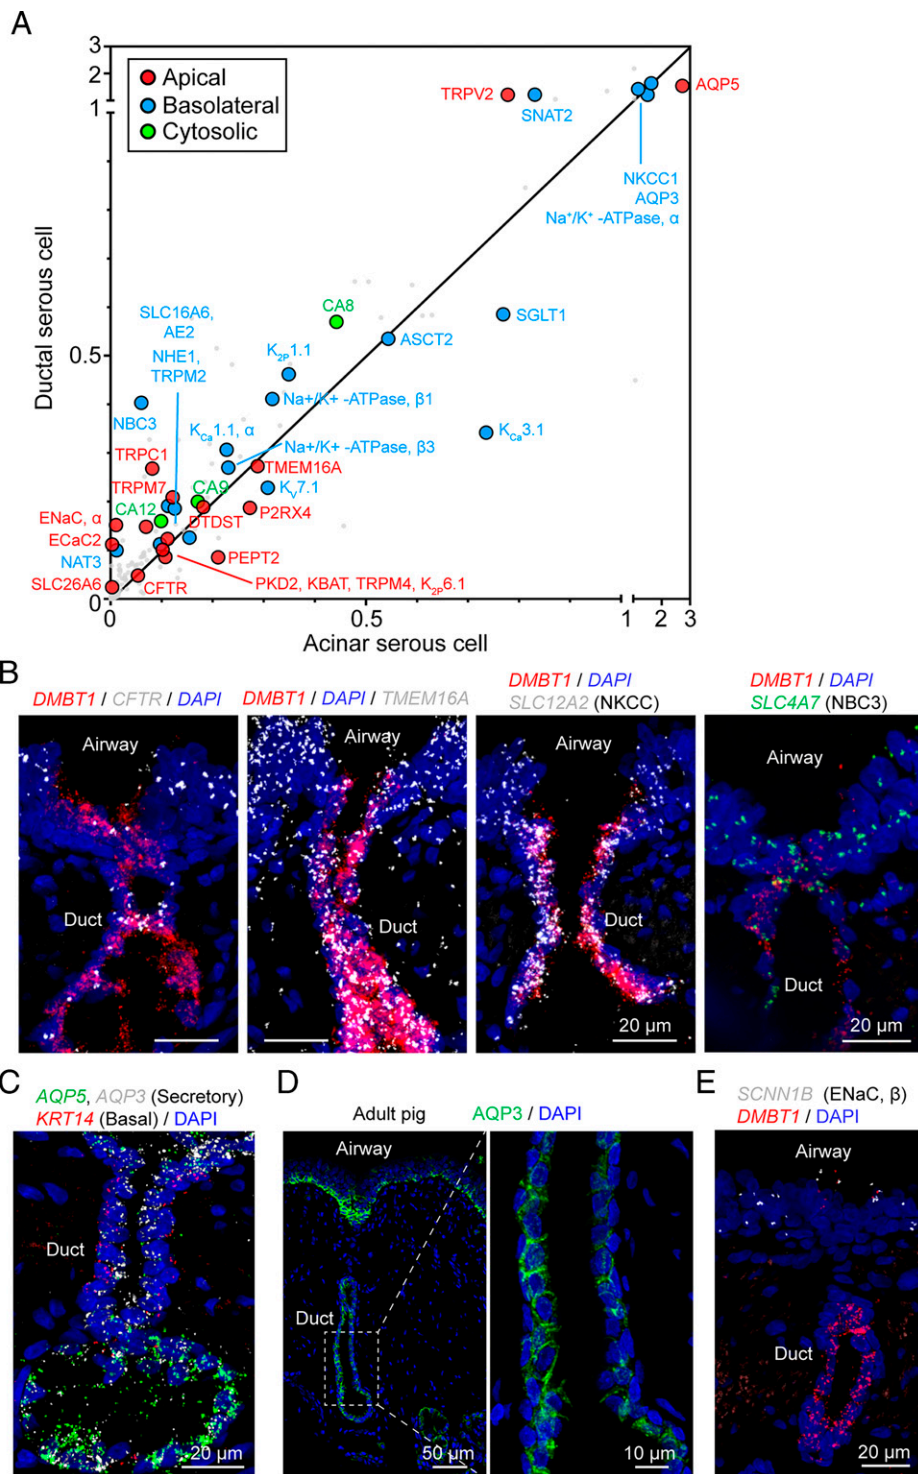 A
Ductal serous cell
3
2
1
0.5
0
Apical
Basolateral
Cytosolic
TRPV2
SNAT2
AQP5
NKCC1
AQP3
Na⁺/K⁺ -ATPase, α
CA8
SGLT1
SLC16A6,
AE2
NHE1,
TRPM2
ASCT2
K₂ₚ1.1
Na+/K+ -ATPase, β1
NBC3
K_Ca1.1, α
K_Ca3.1
Na+/K+ -ATPase, β3
TRPC1
TMEM16A
TRPM7
CA9
K_V7.1
CA12
DTDST
P2RX4
ENaC, α
ECaC2
NAT3
PEPT2
SLC26A6
CFTR
PKD2, KBAT, TRPM4, K₂ₚ6.1
0
0.5
1
2
3
Acinar serous cell
B
DMBT1 / CFTR / DAPI
Airway
Duct
DMBT1 / DAPI / TMEM16A
Airway
Duct
DMBT1 / DAPI
SLC12A2 (NKCC)
Airway
Duct
20 μm
DMBT1 / DAPI
SLC4A7 (NBC3)
Airway
Duct
20 μm
C
AQP5, AQP3 (Secretory)
KRT14 (Basal) / DAPI
Duct
20 μm
D
Adult pig
AQP3 / DAPI
Airway
Duct
50 μm
10 μm
E
SCNN1B (ENaC, β)
DMBT1 / DAPI
Airway
Duct
20 μm